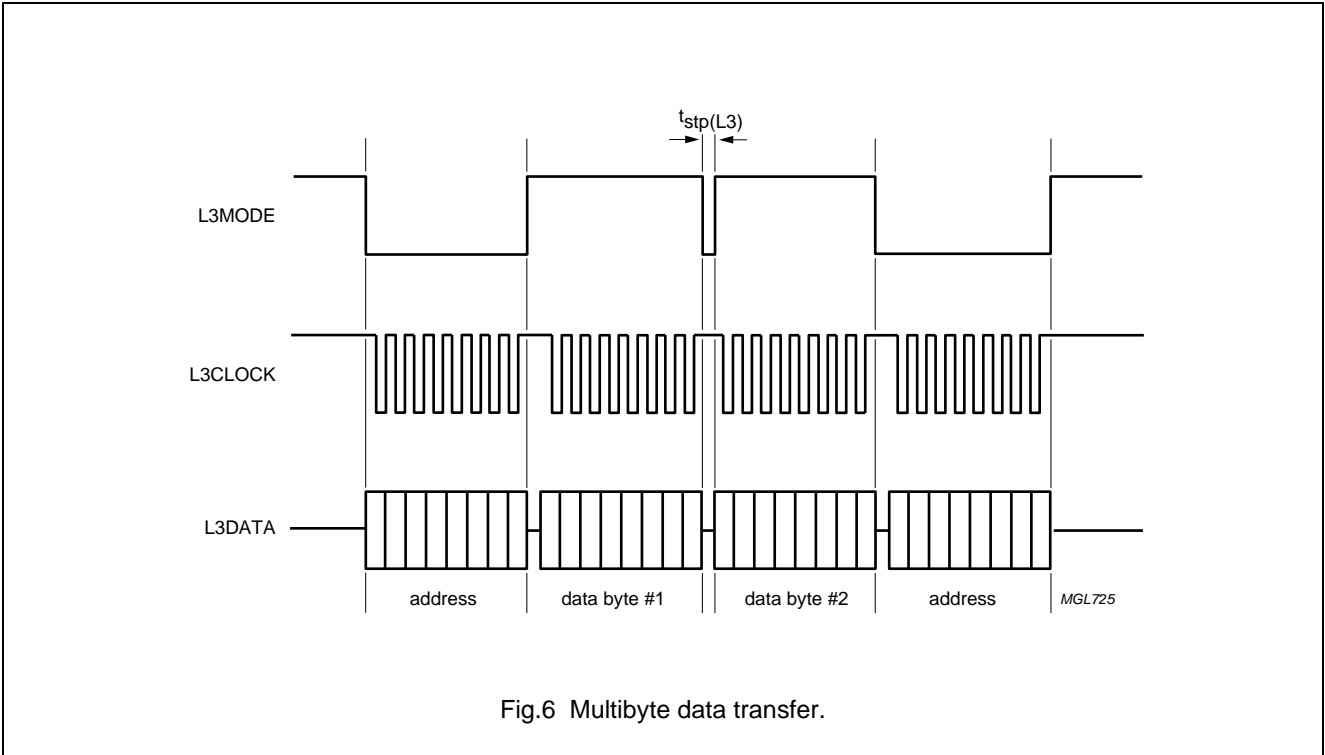 tstp(L3)
L3MODE
L3CLOCK
L3DATA
address
data byte #1
data byte #2
address
MGL725
Fig.6 Multibyte data transfer.